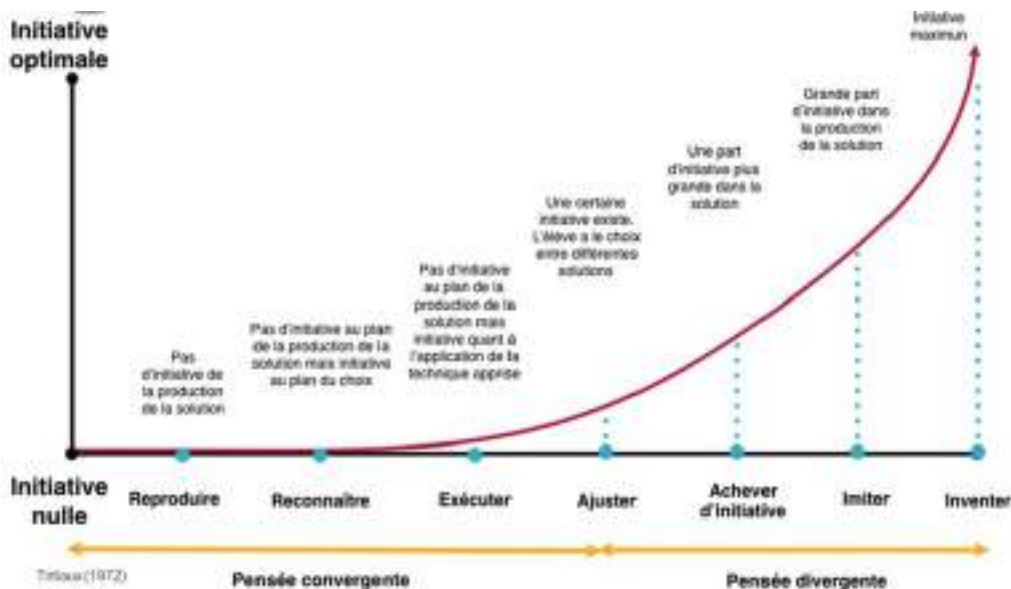 Initiative
optimale
Initiative
maximun
Grande part
d'initiative dans
la production
de la solution
Une part
d'initiative plus
grande dans la
solution
Une certaine
initiative existe.
L'élève a le choix
entre différentes
solutions
Pas d'initiative
au plan de la
production de la
solution mais
initiative quant à
l'application de la
technique apprise
Pas d'initiative au plan
de la production de la
solution mais initiative
au plan du choix
Pas
d'initiative de
la production
de la solution
Initiative
nulle
Reproduire
Reconnaître
Exécuter
Ajuster
Achever
d'initiative
Imiter
Inventer
(1972)
Pensée convergente
Pensée divergente